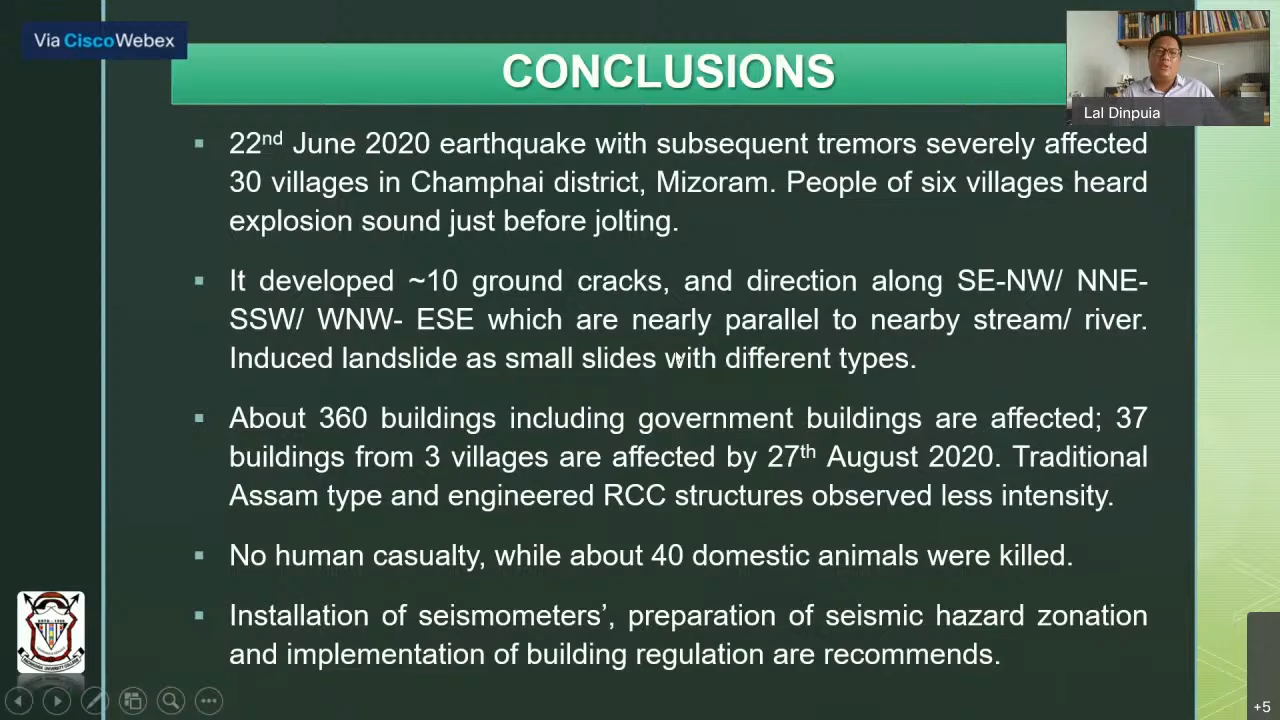 Via CiscoWebex
CONCLUSIONS
Lal Dinpuia
22nd June 2020 earthquake with subsequent tremors severely affected
30 villages in Champhai district, Mizoram. People of six villages heard
explosion sound just before jolting.
It developed ~10 ground cracks, and direction along SE-NW/ NNE-
SSW/ WNW- ESE which are nearly parallel to nearby stream/ river.
Induced landslide as small slides with different types.
About 360 buildings including government buildings are affected; 37
buildings from 3 villages are affected by 27th August 2020. Traditional
Assam type and engineered RCC structures observed less intensity.
No human casualty, while about 40 domestic animals were killed.
Installation of seismometers’, preparation of seismic hazard zonation
and implementation of building regulation are recommends.
+5